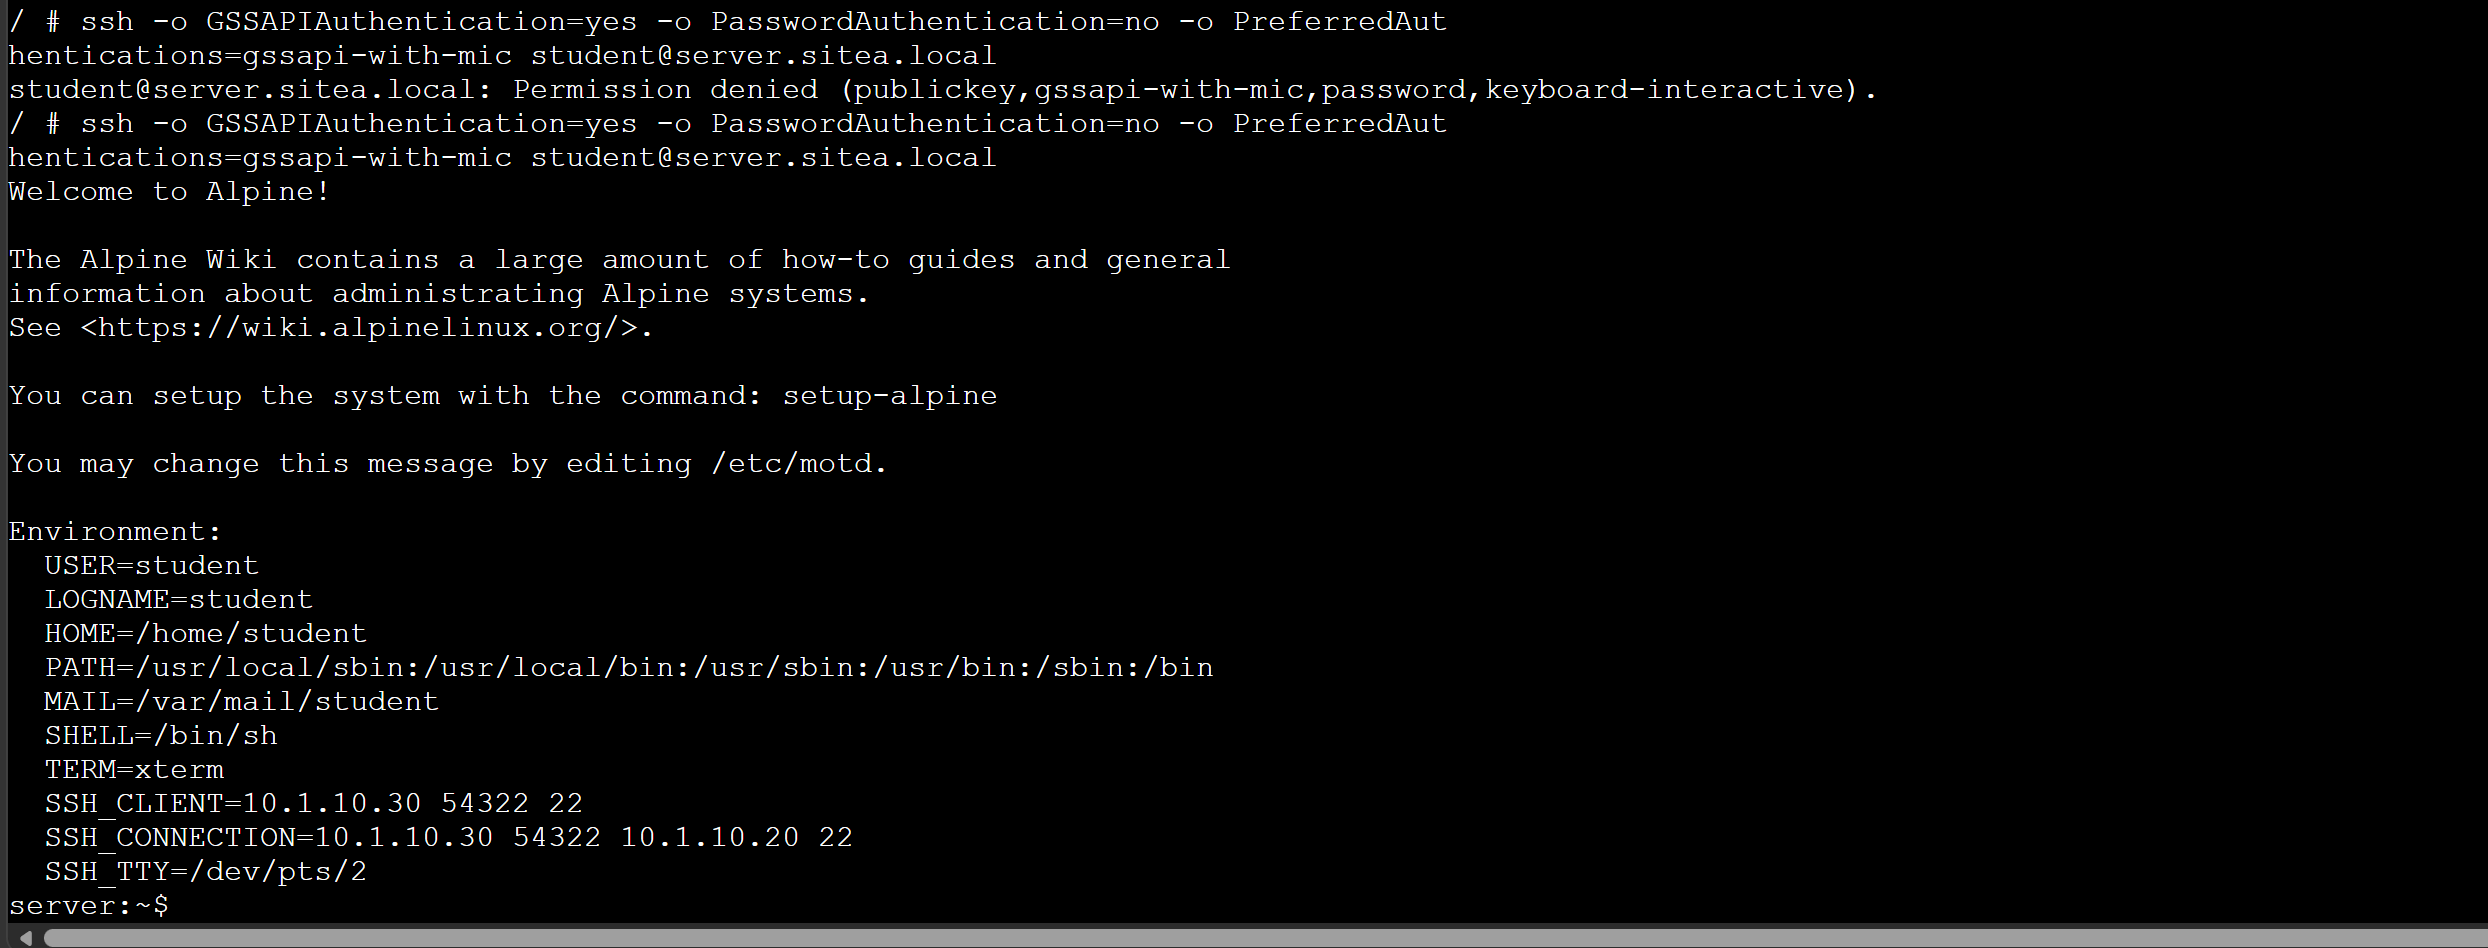 / # ssh -o GSSAPIAuthentication=yes -o PasswordAuthentication=no -o PreferredAut
hentications=gssapi-with-mic student@server.sitea.local
student@server.sitea.local: Permission denied (publickey,gssapi-with-mic,password,keyboard-interactive).
/ # ssh -o GSSAPIAuthentication=yes -o PasswordAuthentication=no -o PreferredAut
hentications=gssapi-with-mic student@server.sitea.local
Welcome to Alpine!

The Alpine Wiki contains a large amount of how-to guides and general
information about administrating Alpine systems.
See <https://wiki.alpinelinux.org/>.

You can setup the system with the command: setup-alpine

You may change this message by editing /etc/motd.

Environment:
  USER=student
  LOGNAME=student
  HOME=/home/student
  PATH=/usr/local/sbin:/usr/local/bin:/usr/sbin:/usr/bin:/sbin:/bin
  MAIL=/var/mail/student
  SHELL=/bin/sh
  TERM=xterm
  SSH_CLIENT=10.1.10.30 54322 22
  SSH_CONNECTION=10.1.10.30 54322 10.1.10.20 22
  SSH_TTY=/dev/pts/2
server:~$